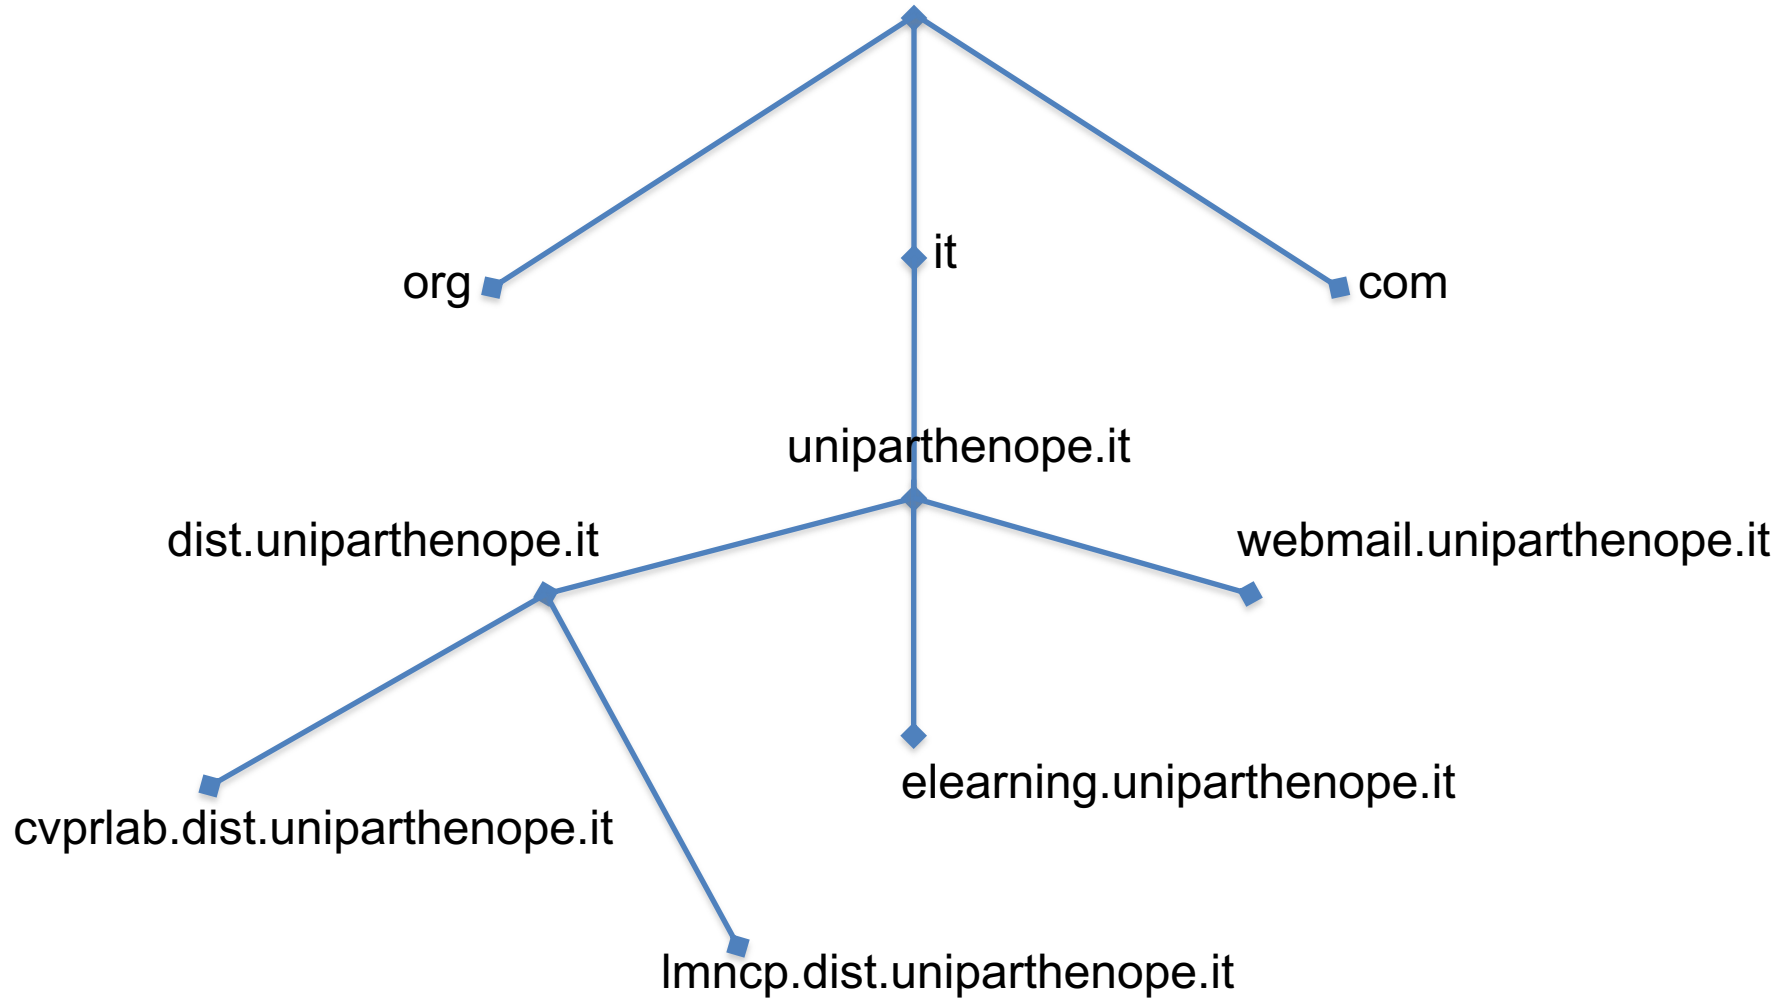 it
org
com
uniparthenope.it
dist.uniparthenope.it
webmail.uniparthenope.it
elearning.uniparthenope.it
cvprlab.dist.uniparthenope.it
lmncp.dist.uniparthenope.it